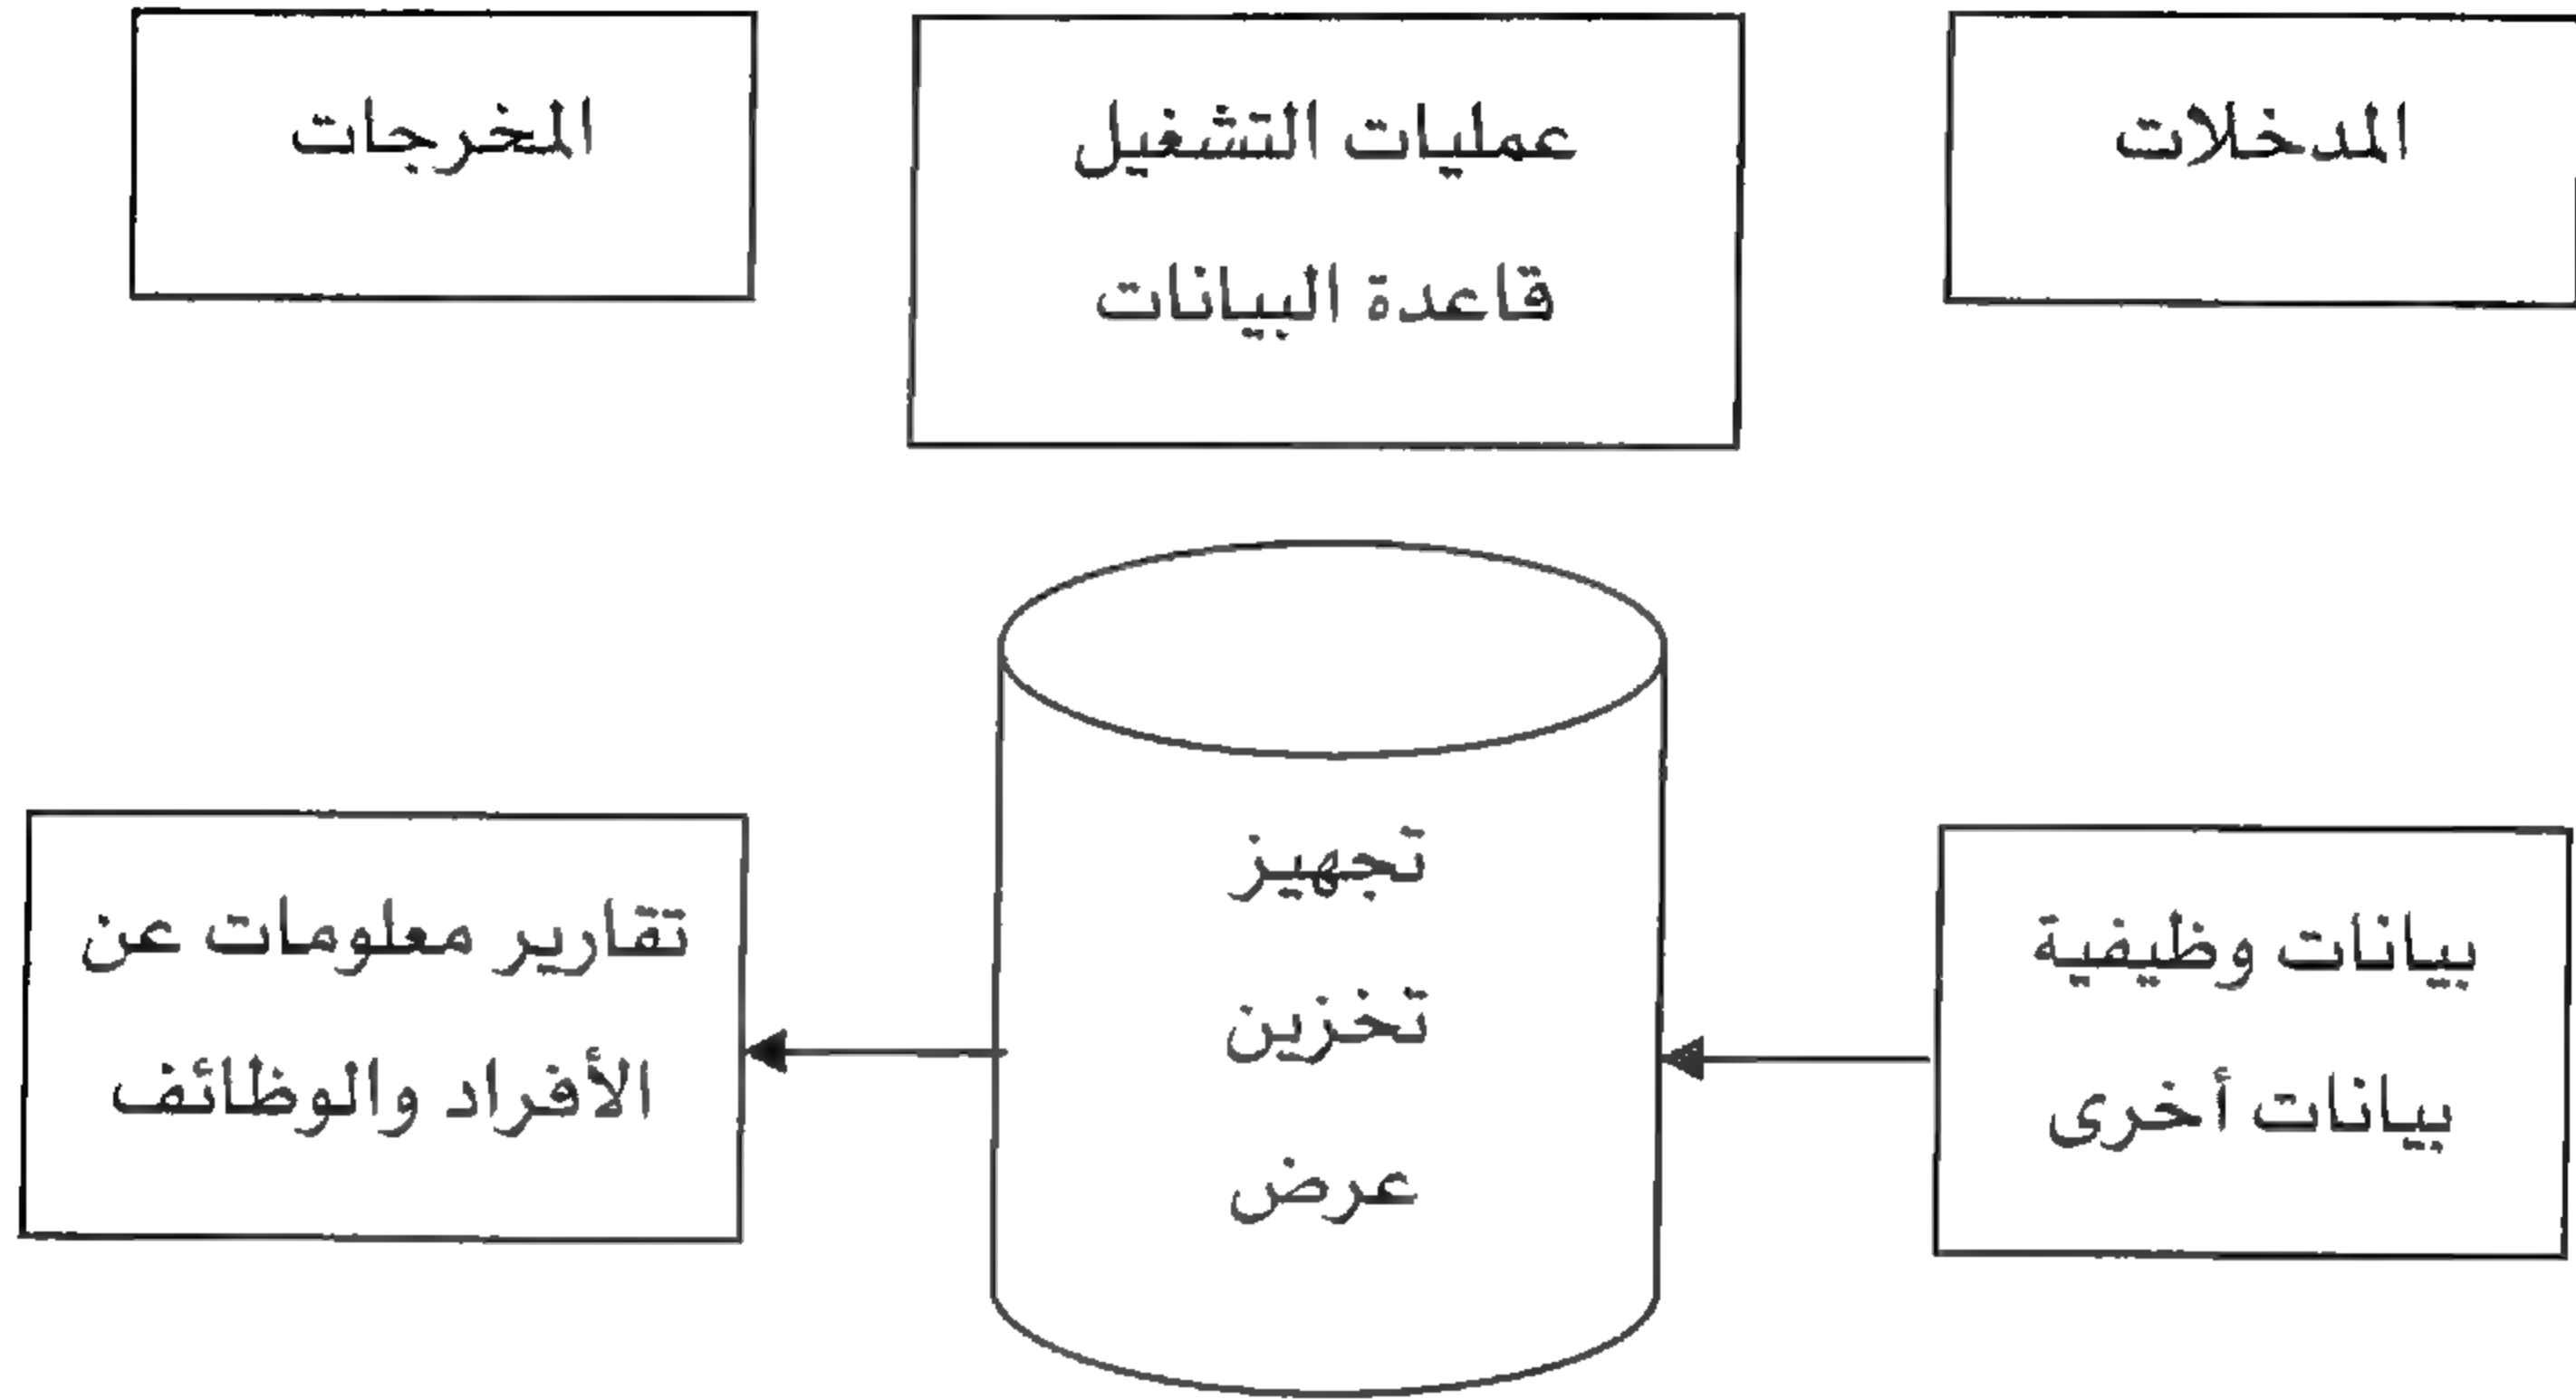 المدخلات
عمليات التشغيل
قاعدة البيانات
المخرجات
بيانات وظيفية
بيانات أخرى
تجهيز
تخزين
عرض
تقارير معلومات عن
الأفراد والوظائف